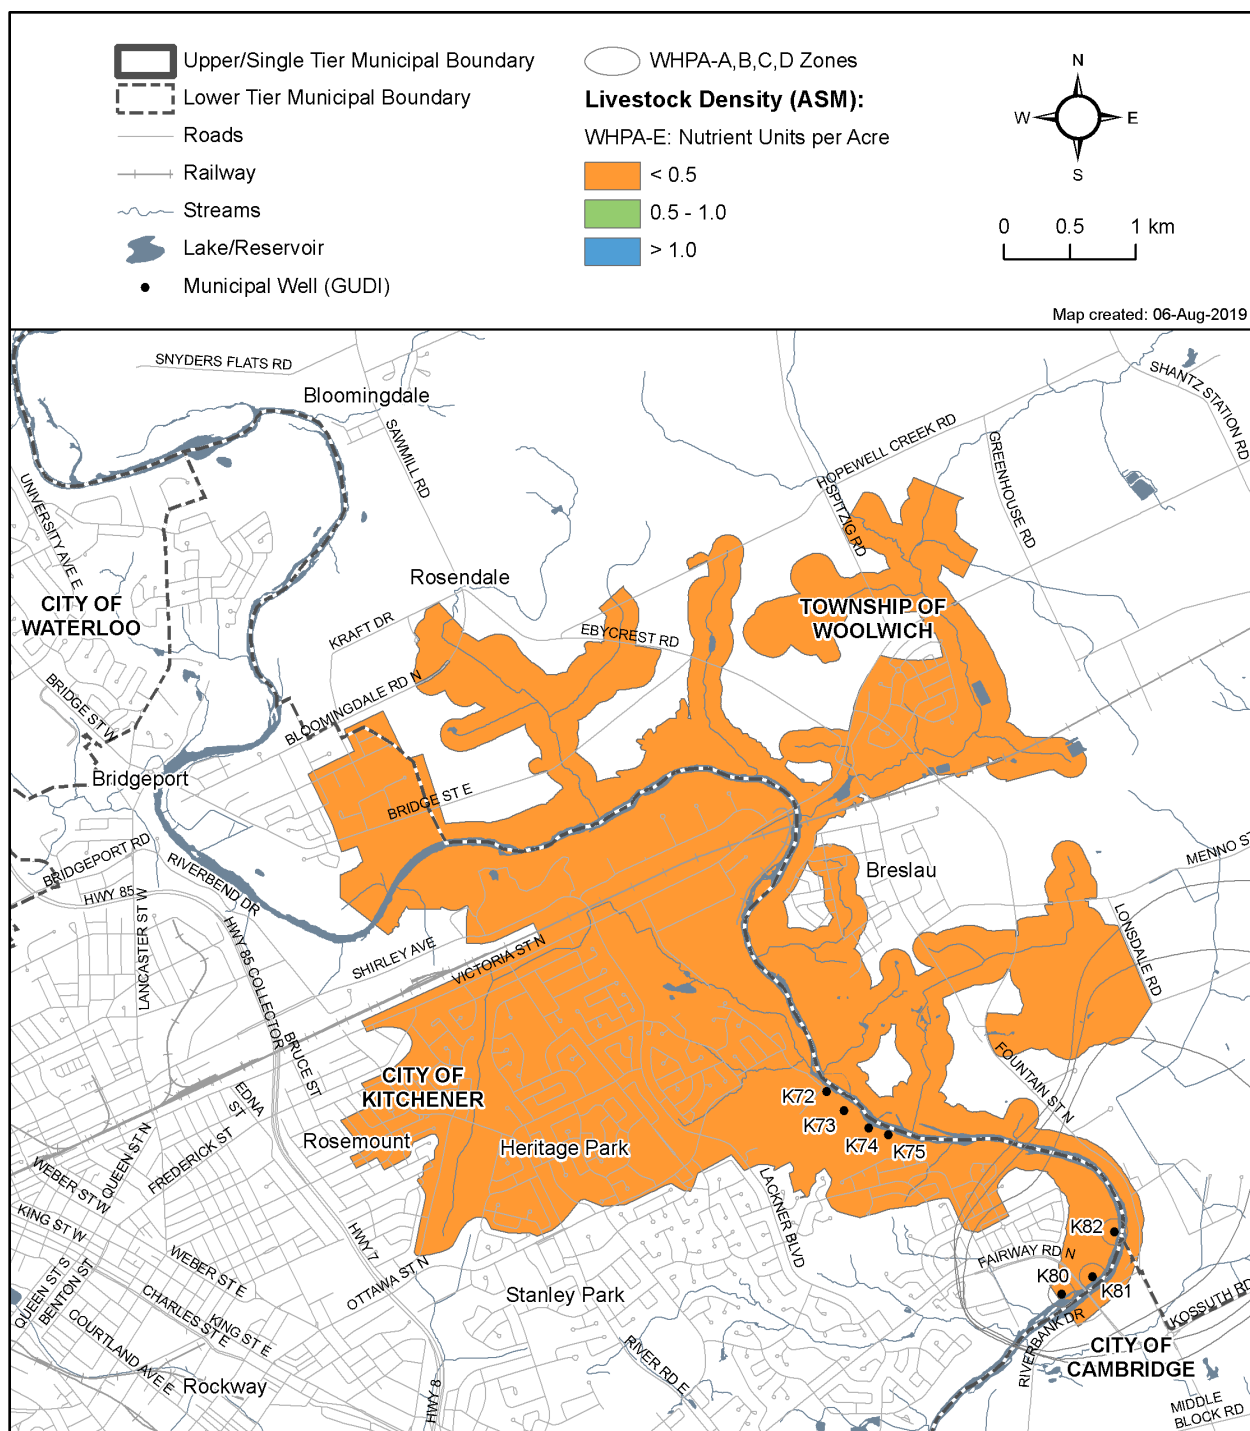 Upper/Single Tier Municipal Boundary
Lower Tier Municipal Boundary
Roads
Railway
Streams
Lake/Reservoir
Municipal Well (GUDI)
WHPA-A,B,C,D Zones
Livestock Density (ASM):
WHPA-E: Nutrient Units per Acre
< 0.5
0.5 - 1.0
> 1.0
N
W E
S
0 0.5 1 km
Map created: 06-Aug-2019
SNYDERS FLATS RD
Bloomingdale
SAWMILL RD
SHANTZ STATION RD
HOPEWELL CREEK RD
GREENHOUSE RD
SPITZIG RD
UNIVERSITY AVE E
CITY OF
WATERLOO
Rosendale
KRAFT DR
EBYCREST RD
TOWNSHIP OF
WOOLWICH
BRIDGE ST W
BLOOMINGDALE RD N
Bridgeport
BRIDGE ST E
BRIDGEPORT RD
RIVERBEND DR
HWY 85
LANCASTER ST W
HWY 85 COLLECTOR
SHIRLEY AVE
VICTORIA ST N
Breslau
MENNO ST
LONSDALE RD
FOUNTAIN ST N
BRUCE ST
EDNA
ST
CITY OF
KITCHENER
Rosemount
Heritage Park
K72
K73
K74
K75
QUEEN ST N
FREDERICK ST
WEBER ST W
KING ST W
QUEEN ST S
BENTON ST
WEBER ST E
CHARLES ST E
KING ST E
COURTLAND AVE E
Rockway
HWY 7
OTTAWA ST N
HWY 8
LACKNER BLVD
Stanley Park
RIVER RD E
FAIRWAY RD N
K82
K80
K81
RIVERBANK DR
KOSSUTH RD
CITY OF
CAMBRIDGE
MIDDLE
BLOCK RD